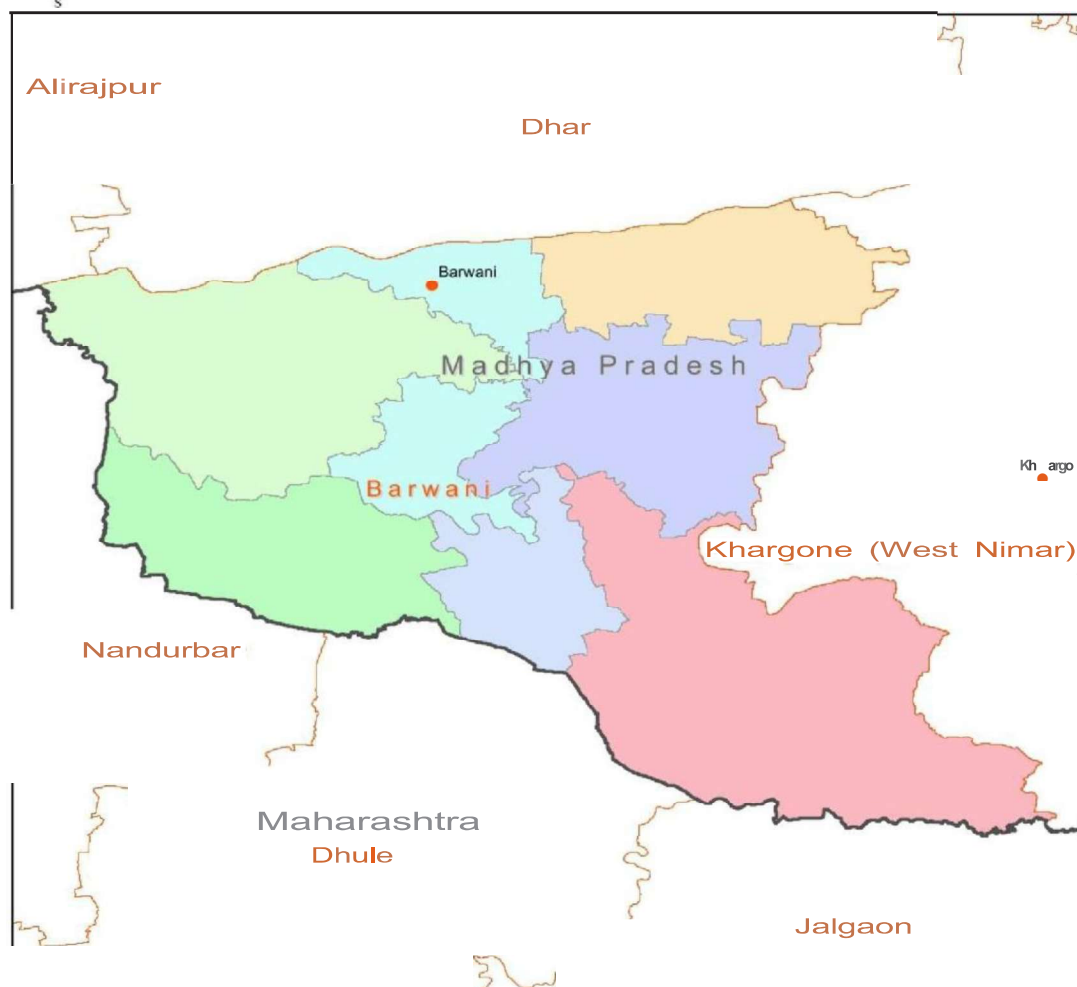 s
Alirajpur
Dhar
Barwani
Madhya Pradesh
Kh argo
Barwani
Khargone (West Nimar)
Nandurbar
Maharashtra
Dhule
Jalgaon